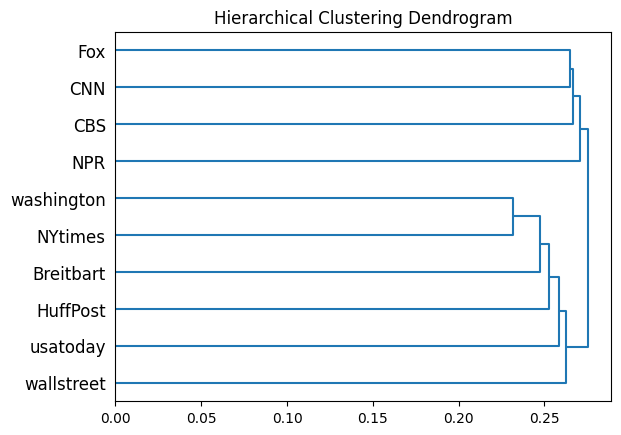 Hierarchical Clustering Dendrogram
Fox
CNN
CBS
NPR
washington
NYtimes
Breitbart
HuffPost
usatoday
wallstreet
0.00 0.05 0.10 0.15 0.20 0.25